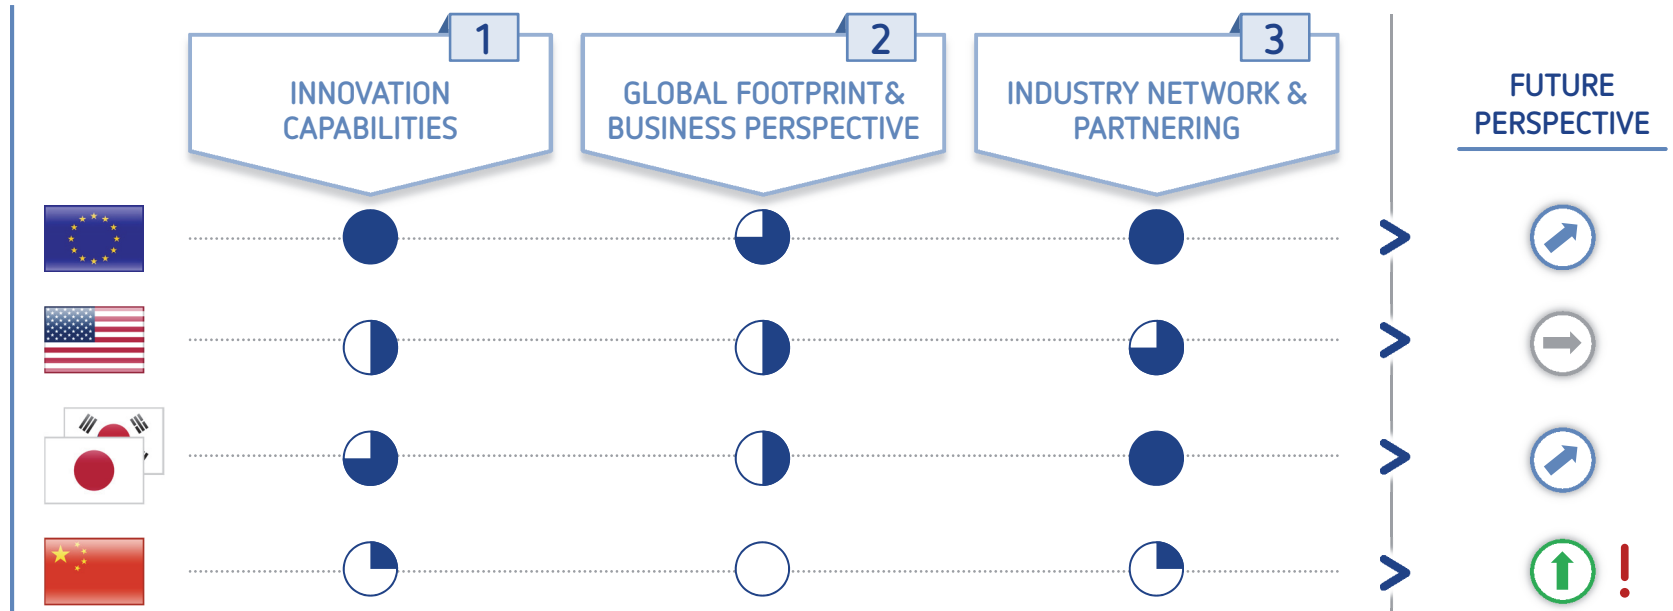 1
INNOVATION
CAPABILITIES
2
GLOBAL FOOTPRINT&
BUSINESS PERSPECTIVE
3
INDUSTRY NETWORK &
PARTNERING
FUTURE
PERSPECTIVE
!